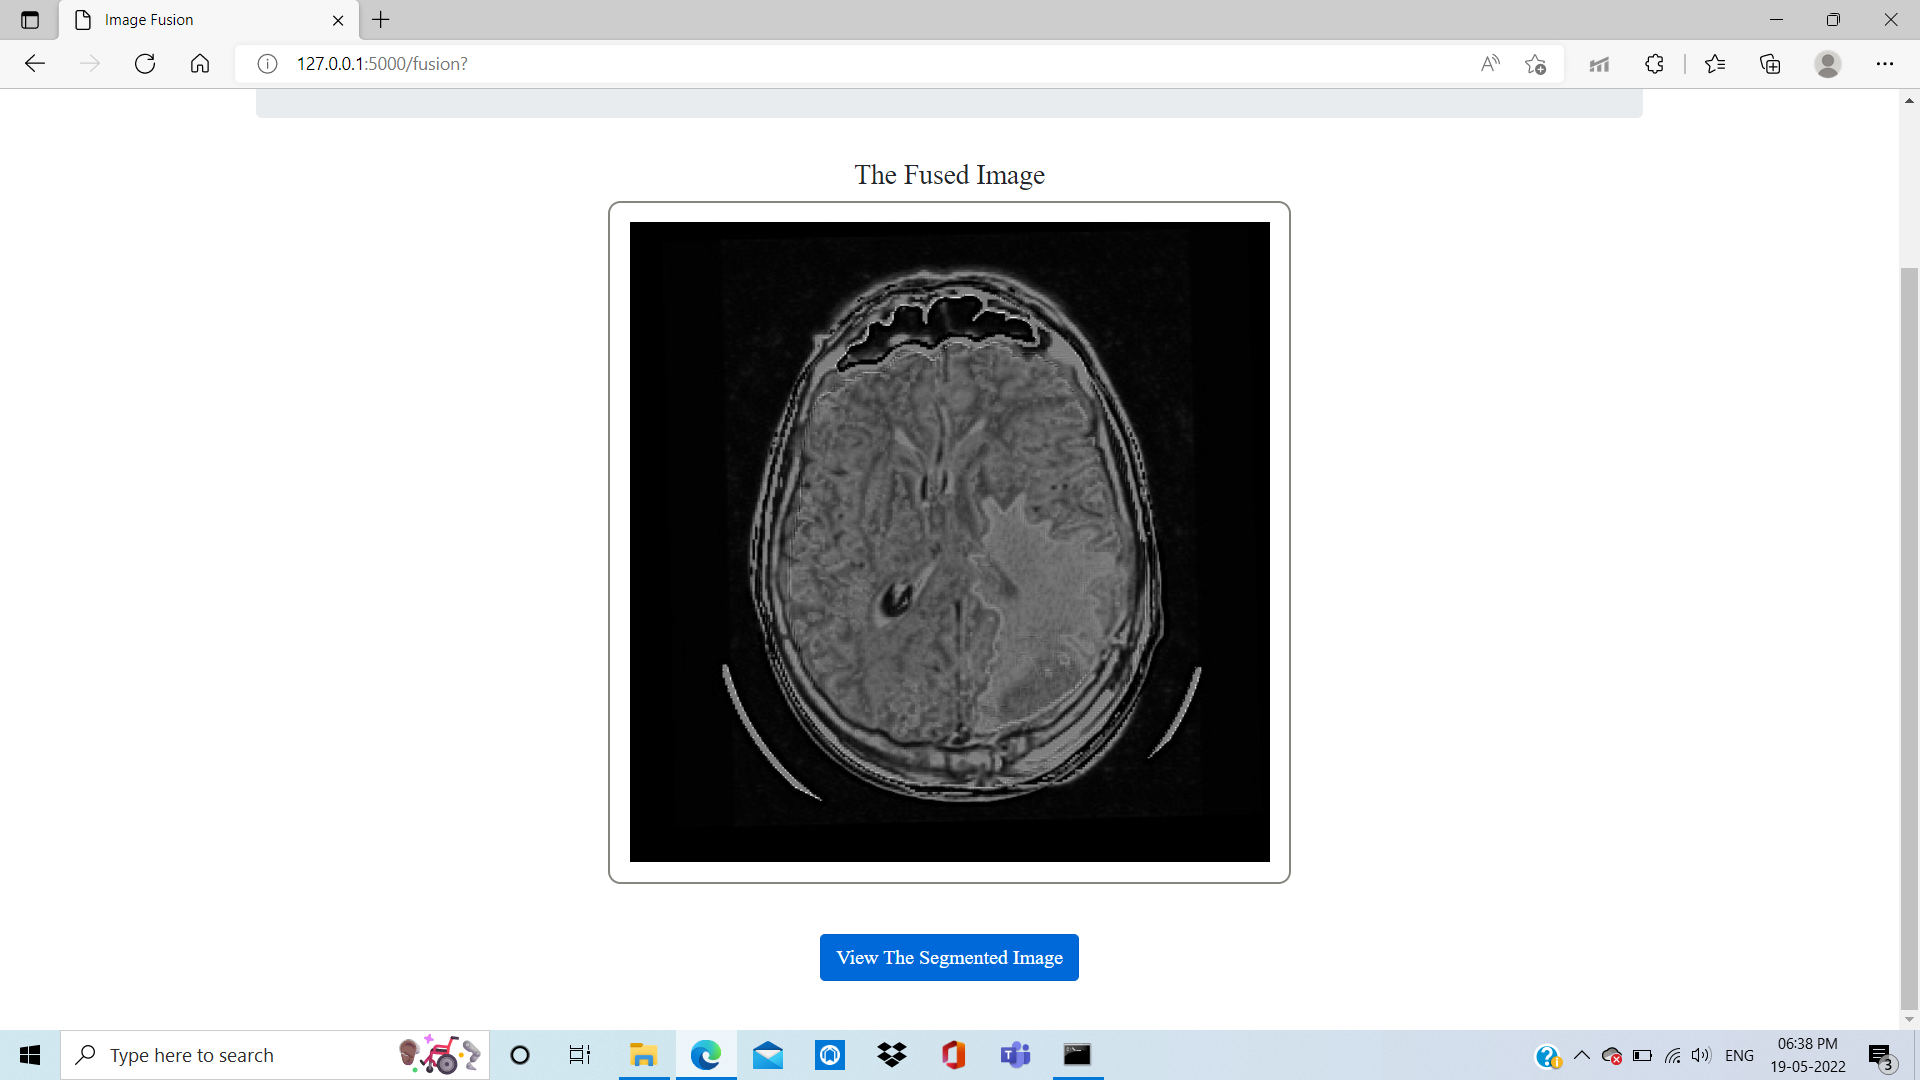 Image Fusion
127.0.0.1:5000/fusion?
The Fused Image
View The Segmented Image
Type here to search
ENG
06:38 PM
19-05-2022
3